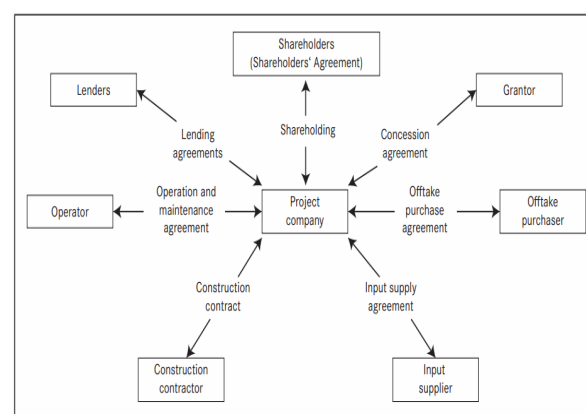 Shareholders
(Shareholders' Agreement)
Lenders
Grantor
Lending
agreements
Shareholding
Concession
agreement
Operator
Operation and
maintenance
agreement
Project
company
Offtake
purchase
agreement
Offtake
purchaser
Construction
contract
Input supply
agreement
Construction
contractor
Input
supplier